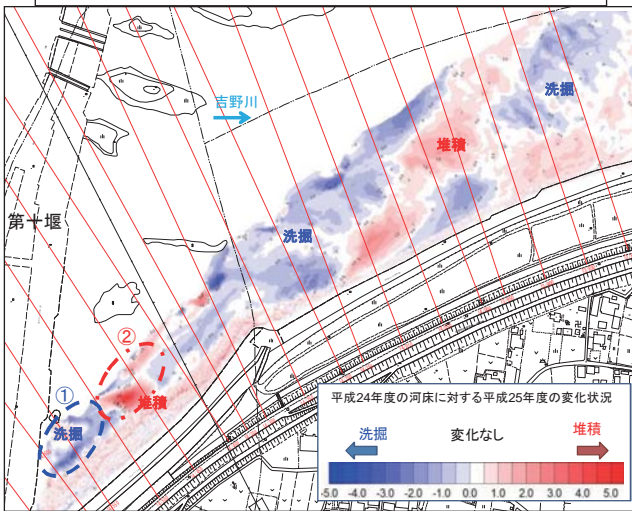 吉野川
洗掘
堆積
第十堰
洗掘
②
①
堆積
洗掘
平成24年度の河床に対する平成25年度の変化状況
洗掘 変化なし 堆積
-5.0 -4.0 -3.0 -2.0 -1.0 0.0 1.0 2.0 3.0 4.0 5.0